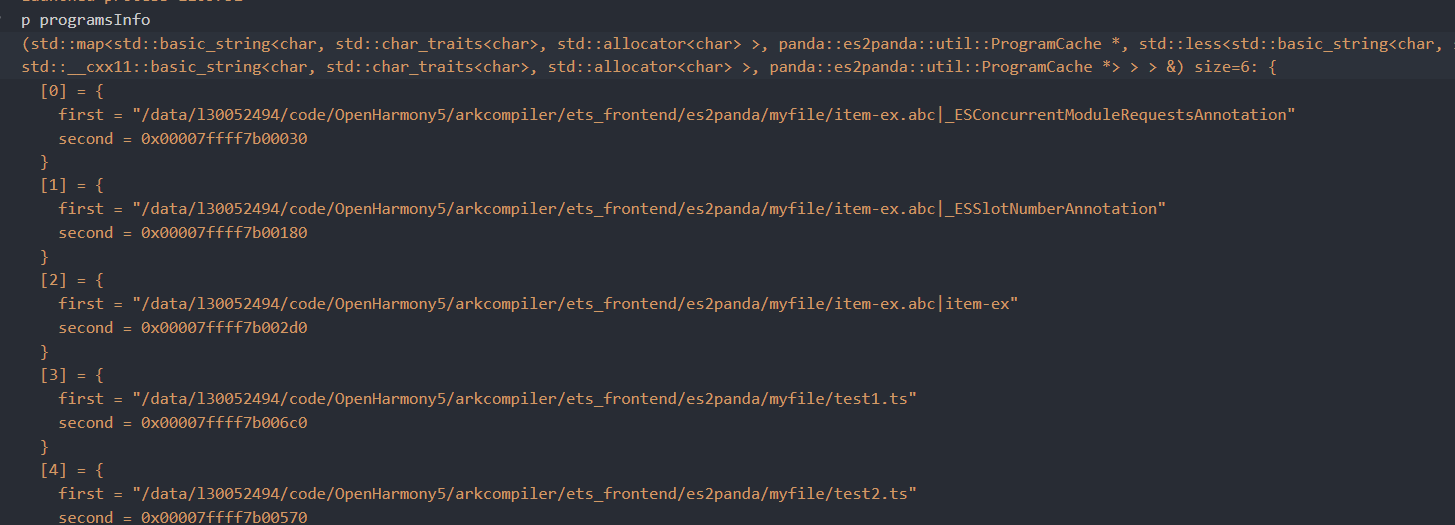 p programsInfo
(std::map<std::basic_string<char, std::char_traits<char>, std::allocator<char> >, panda::es2panda::util::ProgramCache *, std::less<std::basic_string<char,
std::__cxx11::basic_string<char, std::char_traits<char>, std::allocator<char> >, panda::es2panda::util::ProgramCache *> > > &) size=6: {
[0] = {
first = "/data/l30052494/code/OpenHarmony5/arkcompiler/ets_frontend/es2panda/myfile/item-ex.abc|_ESConcurrentModuleRequestsAnnotation"
second = 0x00007ffff7b00030
}
[1] = {
first = "/data/l30052494/code/OpenHarmony5/arkcompiler/ets_frontend/es2panda/myfile/item-ex.abc|_ESSlotNumberAnnotation"
second = 0x00007ffff7b00180
}
[2] = {
first = "/data/l30052494/code/OpenHarmony5/arkcompiler/ets_frontend/es2panda/myfile/item-ex.abc|item-ex"
second = 0x00007ffff7b002d0
}
[3] = {
first = "/data/l30052494/code/OpenHarmony5/arkcompiler/ets_frontend/es2panda/myfile/test1.ts"
second = 0x00007ffff7b006c0
}
[4] = {
first = "/data/l30052494/code/OpenHarmony5/arkcompiler/ets_frontend/es2panda/myfile/test2.ts"
second = 0x00007ffff7b00570